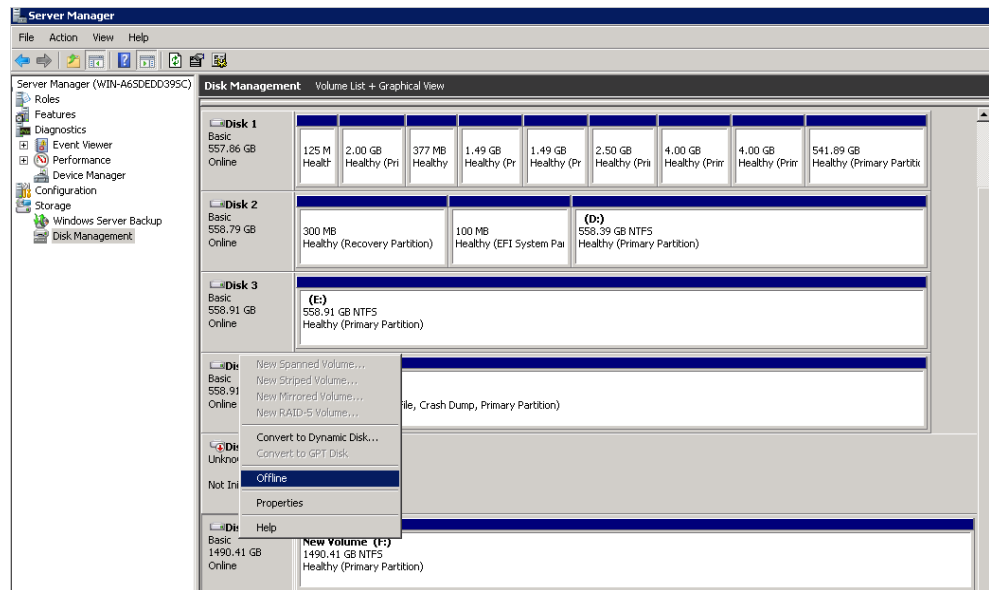 Server Manager
File Action View Help
Server Manager (WIN-A6SDEDD395C)
Roles
Features
Diagnostics
Event Viewer
Performance
Device Manager
Configuration
Storage
Windows Server Backup
Disk Management
Disk Management Volume List + Graphical View
Disk 1
Basic
557.86 GB
Online
125 M
Healtl
2.00 GB
Healthy (Pri
377 MB
Healthy
1.49 GB
Healthy (Pr
1.49 GB
Healthy (Pr
2.50 GB
Healthy (Pri
4.00 GB
Healthy (Prim
4.00 GB
Healthy (Prim
541.89 GB
Healthy (Primary Partitic
Disk 2
Basic
558.79 GB
Online
300 MB
Healthy (Recovery Partition)
100 MB
Healthy (EFI System Pa
(D:)
558.39 GB NTFS
Healthy (Primary Partition)
Disk 3
Basic
558.91 GB
Online
(E:)
558.91 GB NTFS
Healthy (Primary Partition)
Dis
Basic
558.91
Online
File, Crash Dump, Primary Partition)
New Spanned Volume...
New Striped Volume...
New Mirrored Volume...
New RAID-5 Volume...
Convert to Dynamic Disk...
Convert to GPT Disk
Offline
Properties
Help
Dis
Unkno
Not Ini
Dis
Basic
1490.41 GB
Online
New Volume (F:)
1490.41 GB NTFS
Healthy (Primary Partition)